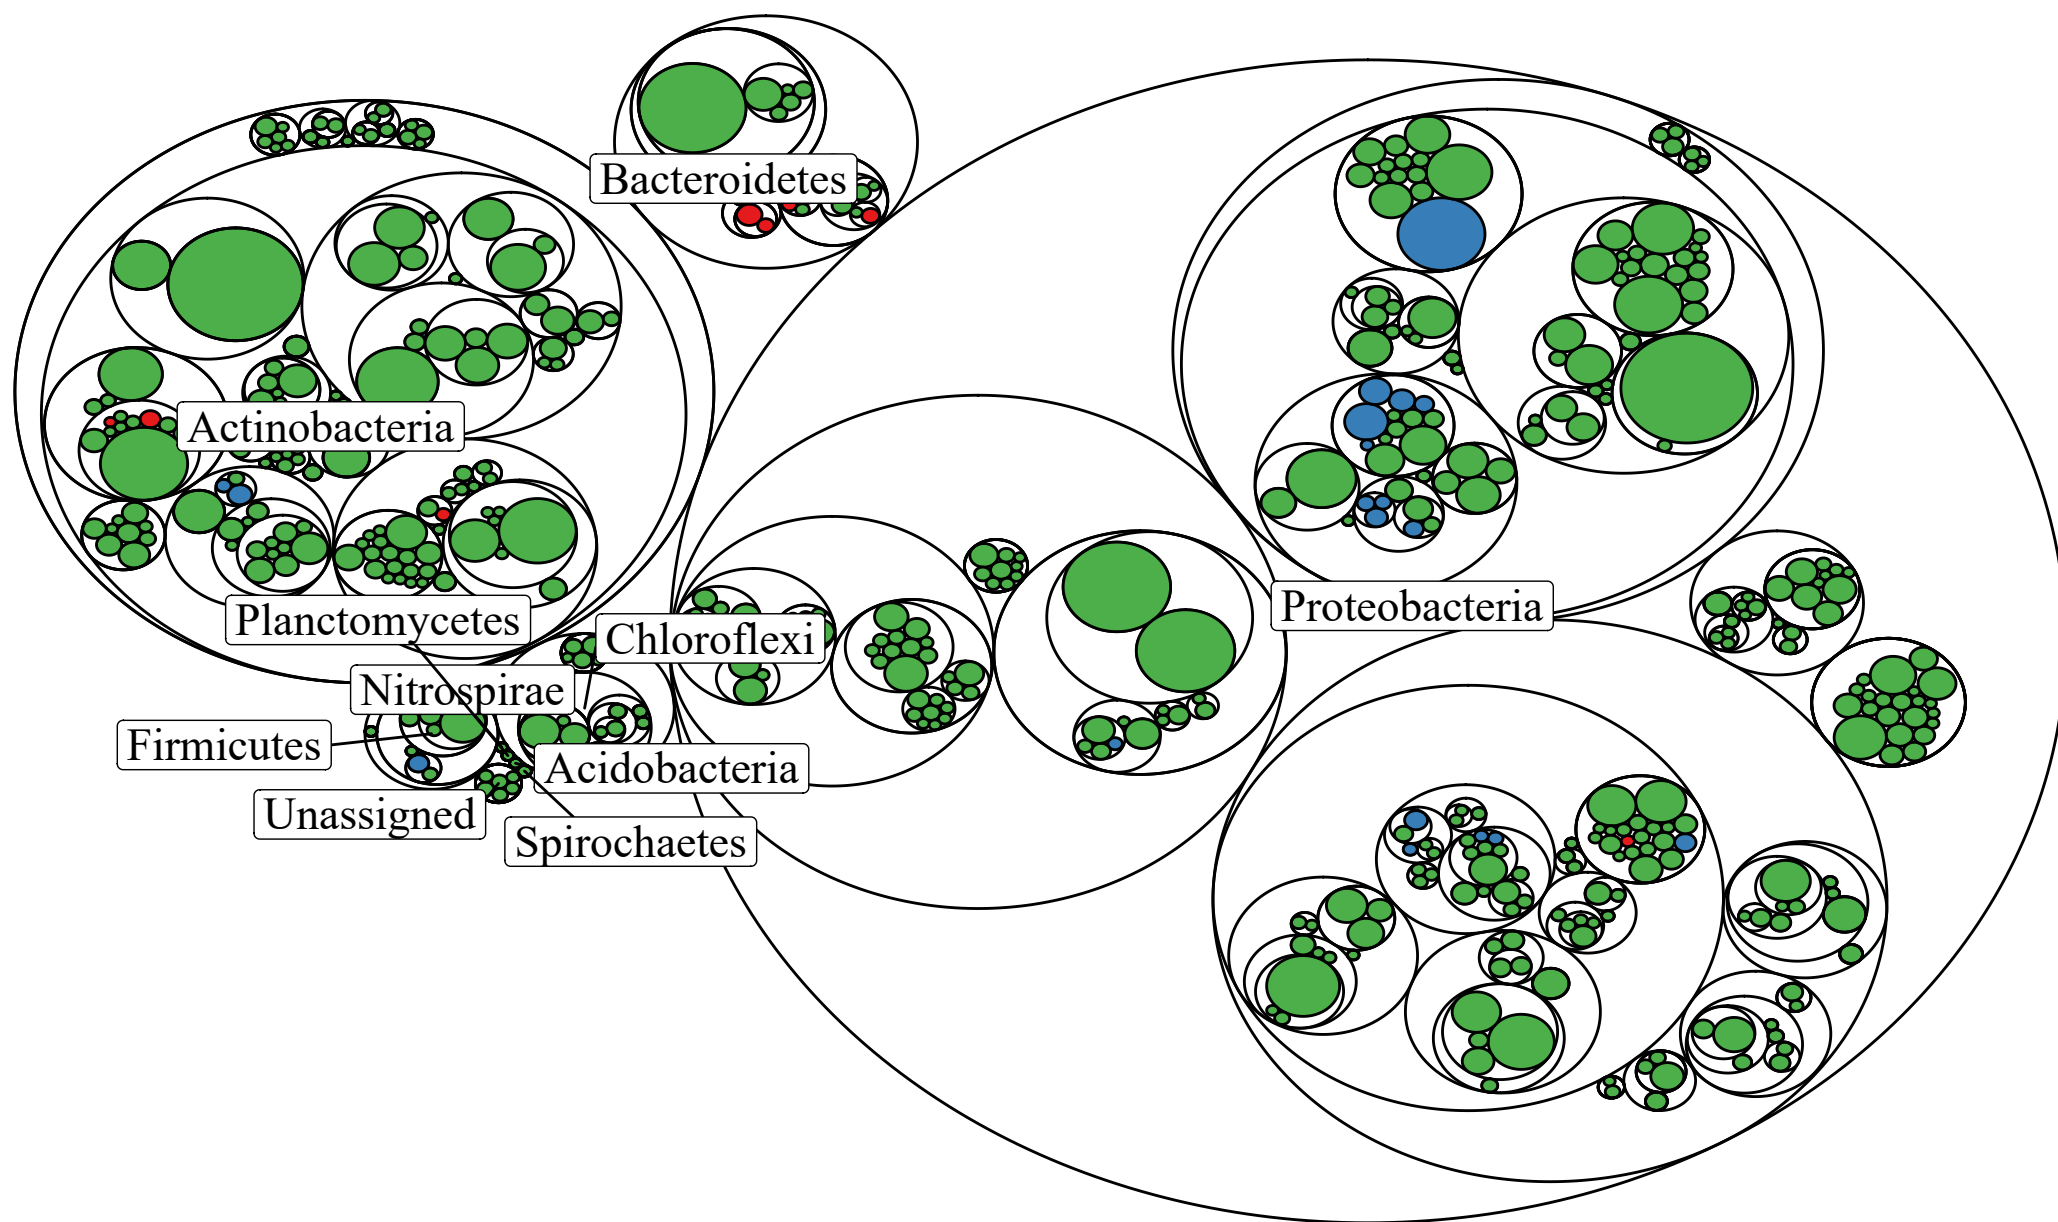 Bacteroidetes
Actinobacteria
Planctomycetes
Proteobacteria
Chloroflexi
Nitrospirae
Firmicutes
Acidobacteria
Unassigned
Spirochaetes